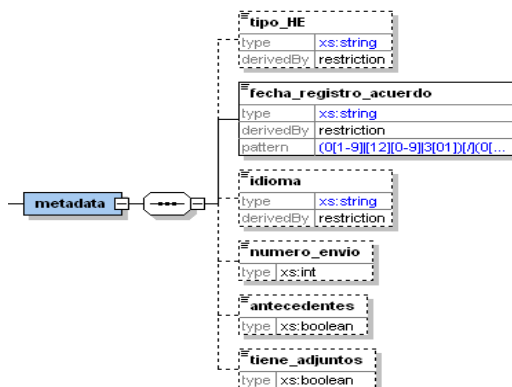 tipo_HE
type xs:string
derivedBy restriction
fecha_registro_acuerdo
type xs:string
derivedBy restriction
pattern (0[1-9]|[12][0-9]|3[01])[/](0[...
metadata
idioma
type xs:string
derivedBy restriction
numero_envio
type xs:int
antecedentes
type xs:boolean
tiene_adjuntos
type xs:boolean